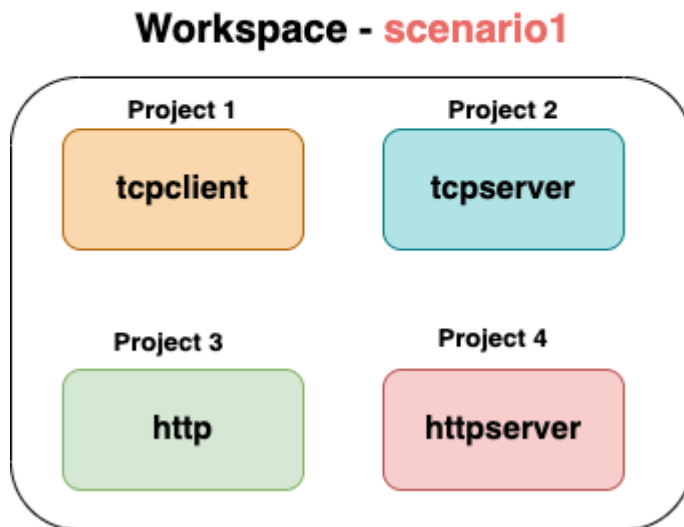 Workspace - scenario1
Project 1
Project 2
tcpclient
tcpserver
Project 3
Project 4
http
httpserver